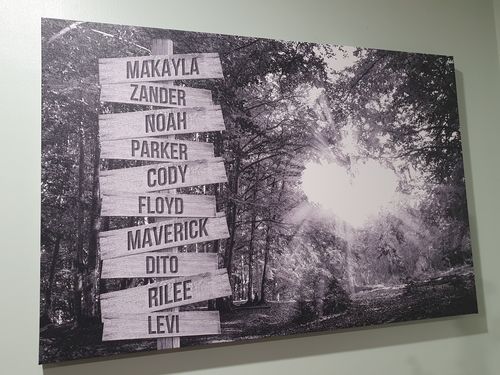 MAKAYLA
ZANDER
NOAH
PARKER
CODY
FLOYD
MAVERICK
DITO
RILEE
LEVI